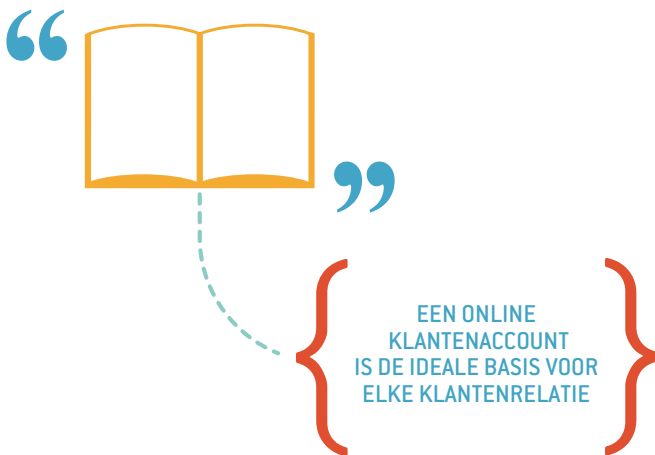 “
”
EEN ONLINE
KLANTENACCOUNT
IS DE IDEALE BASIS VOOR
ELKE KLANTENRELATIE